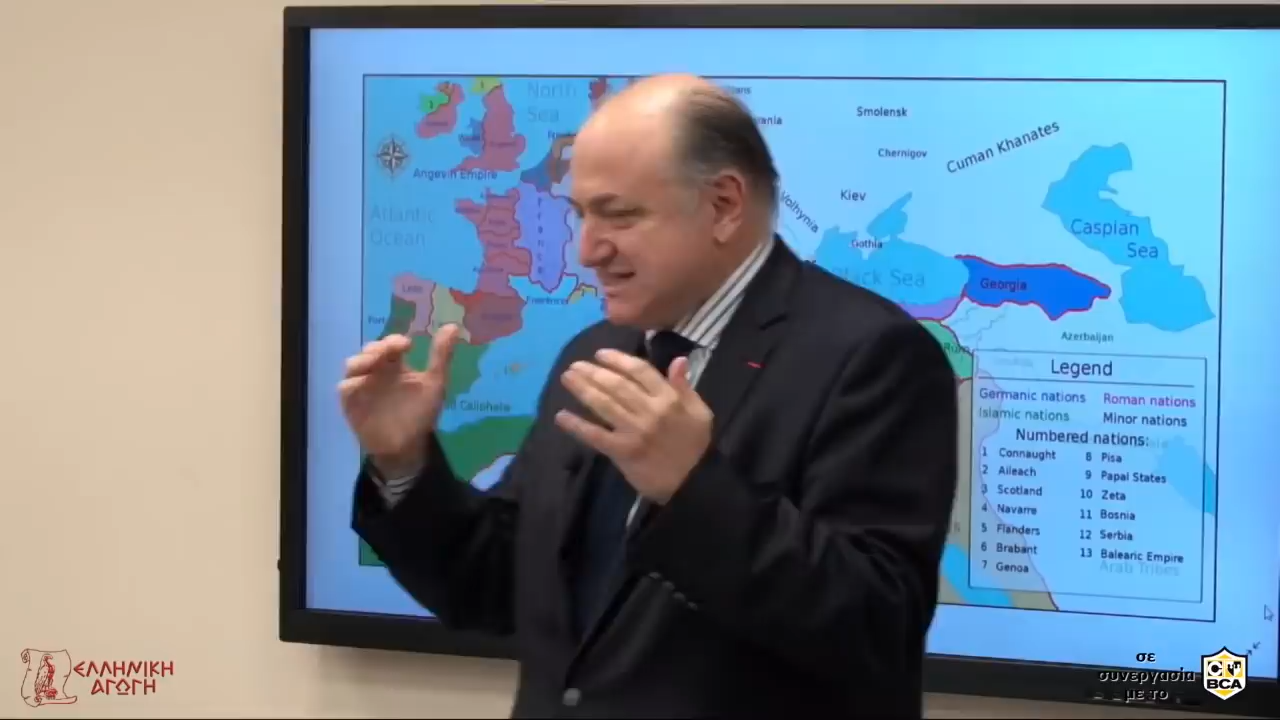 North
Sea
Smolensk
Chernigov
Cuman Khanates
Angevin Empire
Kiev
Volhynia
Atlantic
Ocean
Caspian
Sea
Gothia
Black Sea
Georgia
Leon
Azerbaijan
Rum
Caliphate
Legend
Germanic nations
Roman nations
Islamic nations
Minor nations
Numbered nations:
1 Connaught
2 Aileach
3 Scotland
4 Navarre
5 Flanders
6 Brabant
7 Genoa
8 Pisa
9 Papal States
10 Zeta
11 Bosnia
12 Serbia
13 Balearic Empire
Arab Tribes
ΕΛΛΗΝΙΚΗ
ΑΓΩΓΗ
σε
συνεργασία
με το
BCA